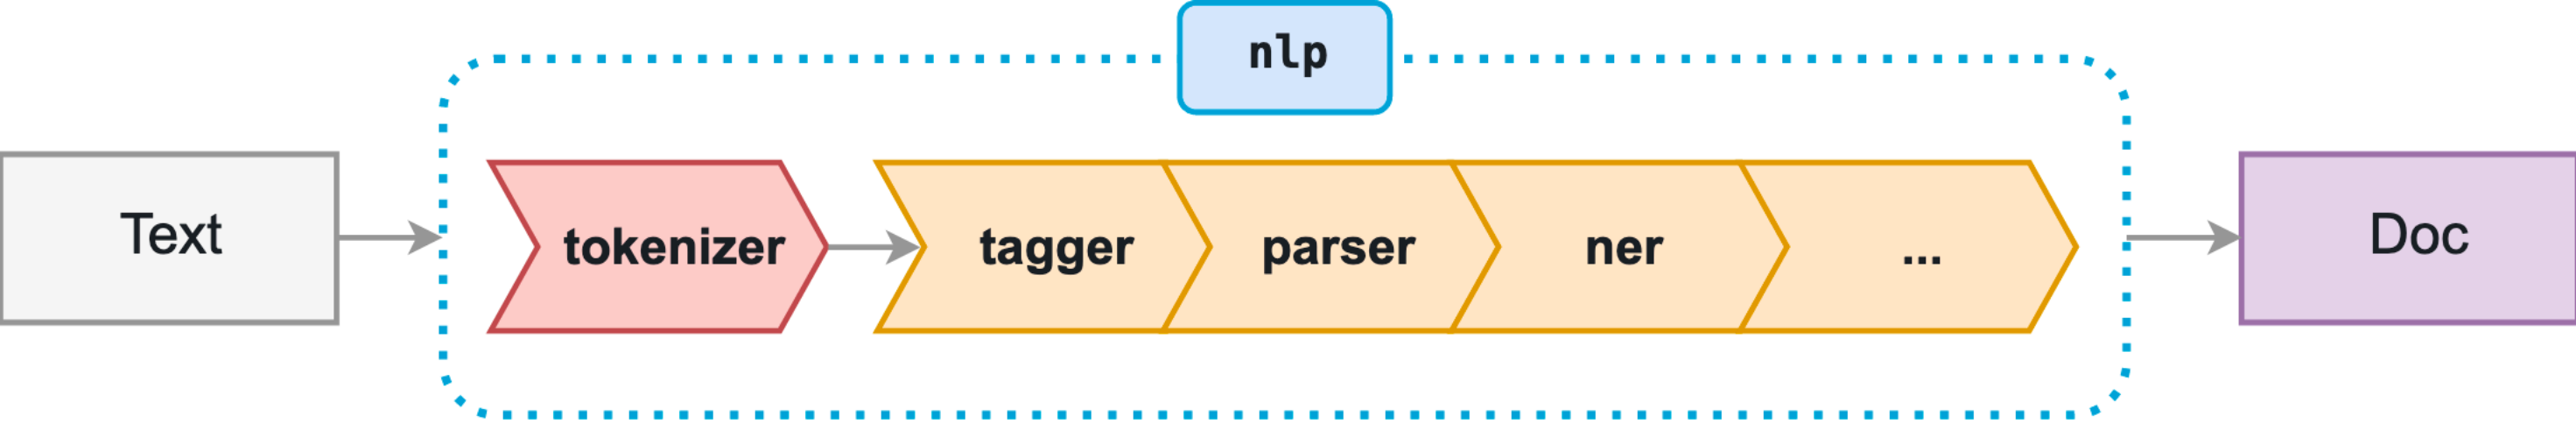 nlp
Text
tokenizer
tagger
parser
ner
...
Doc